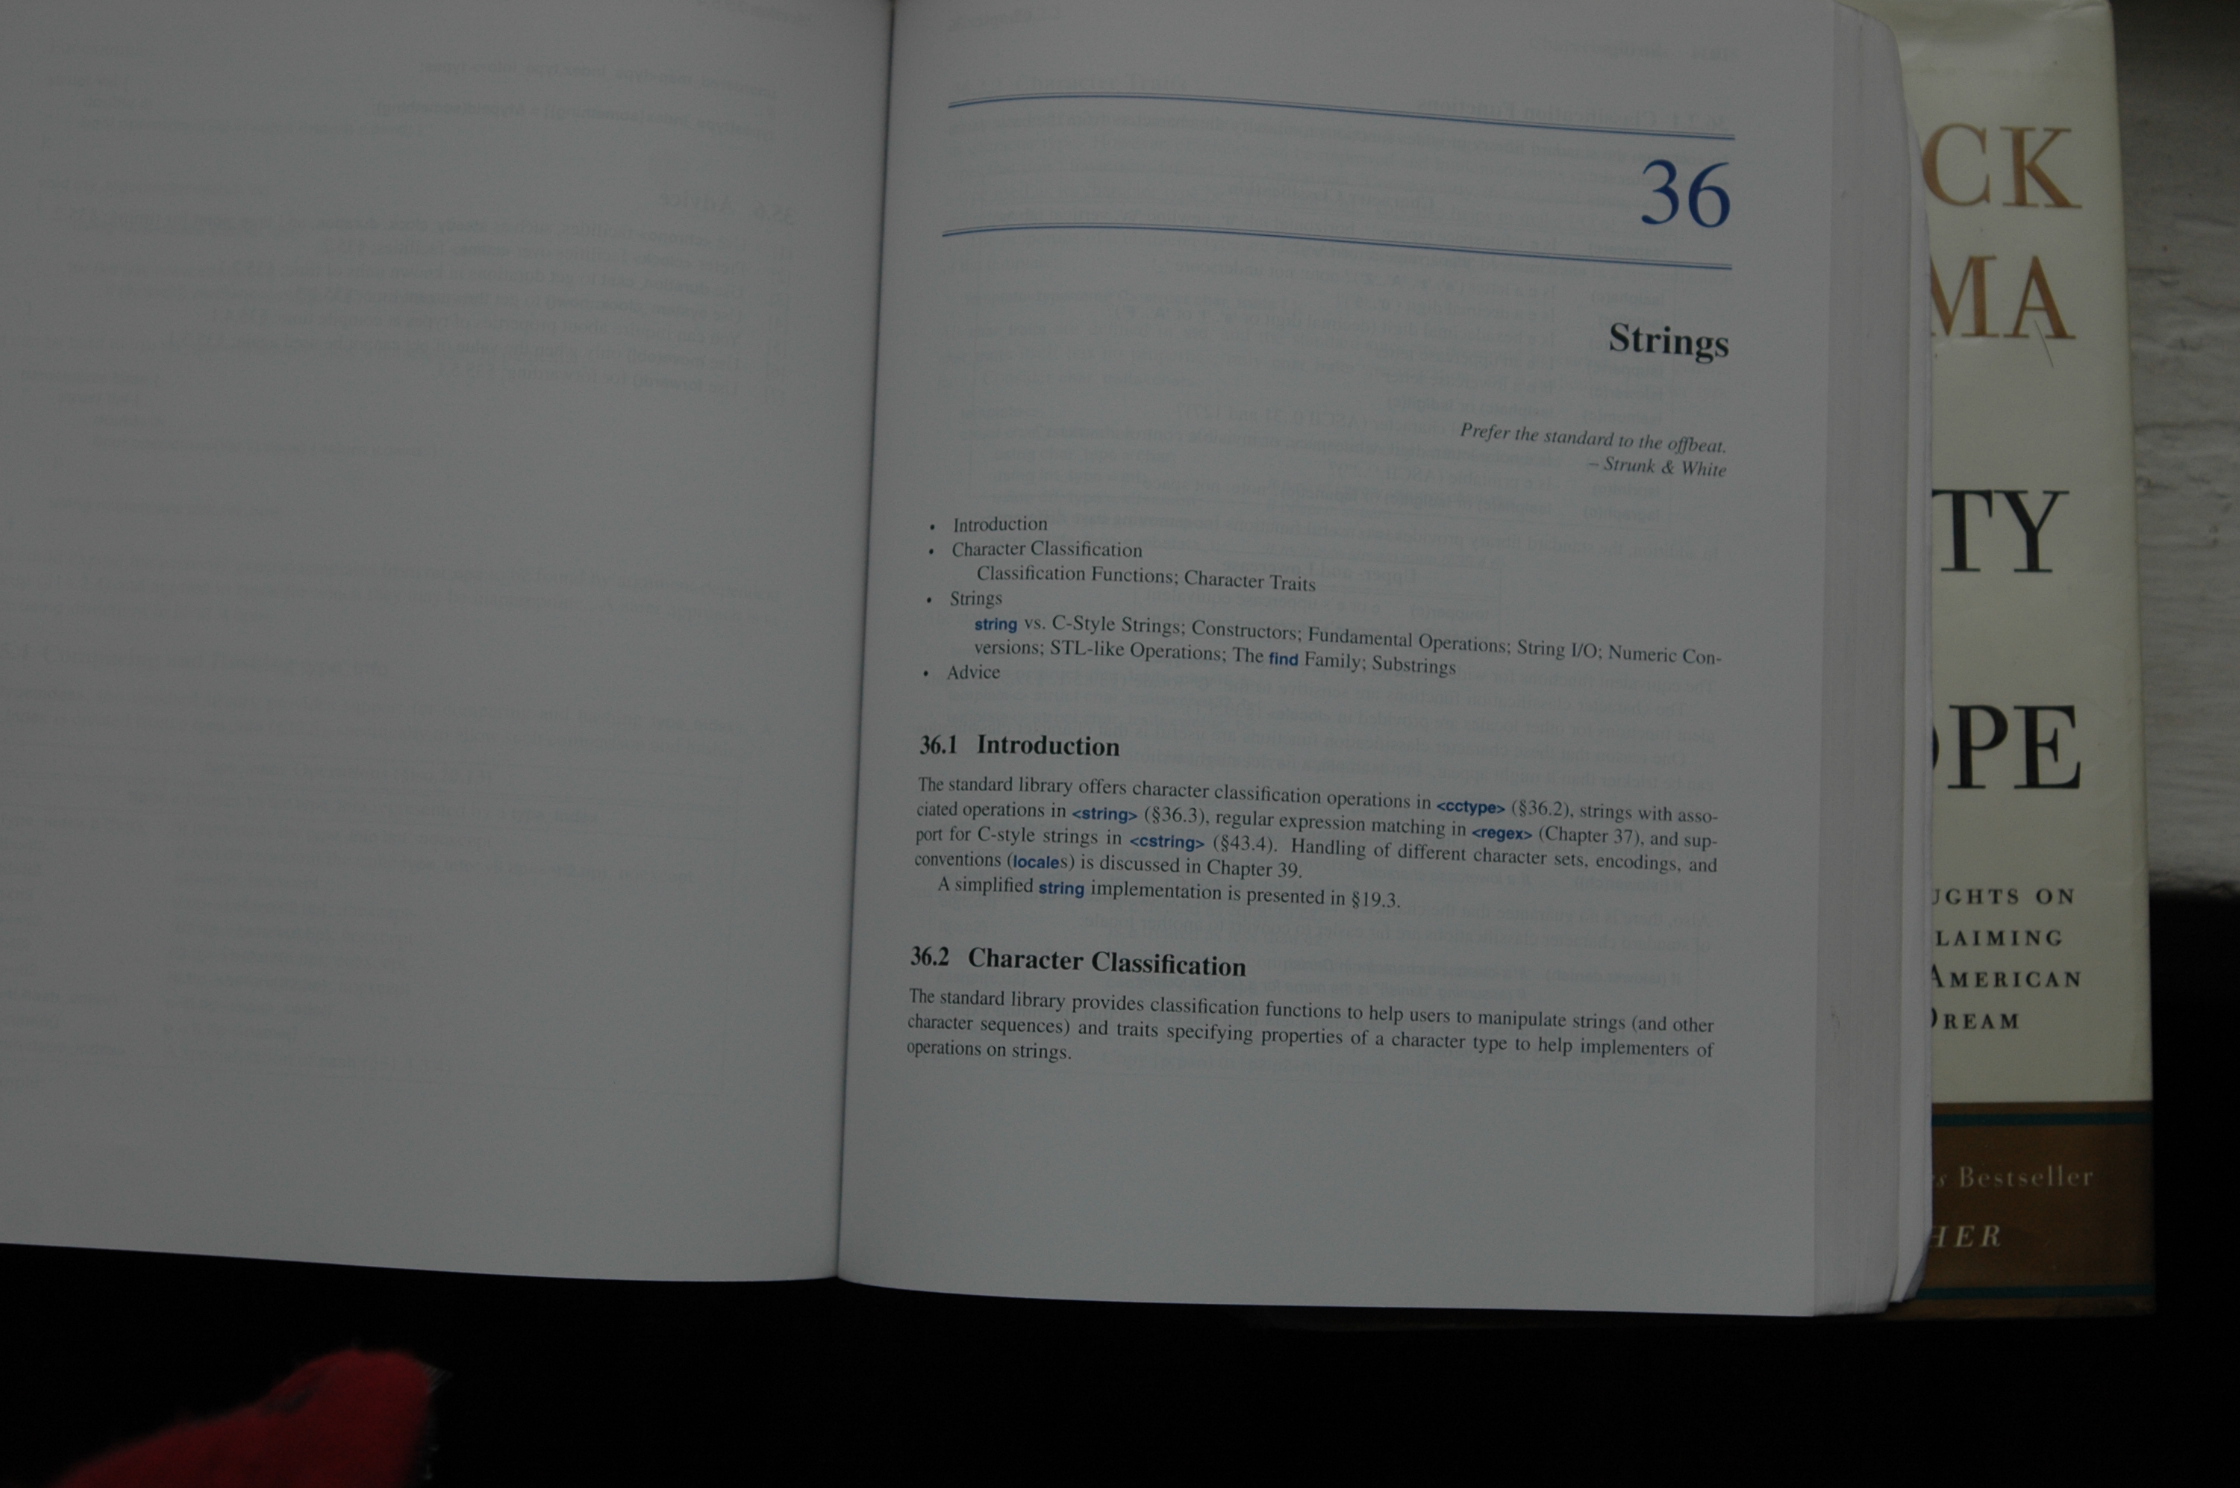 36
Strings
Prefer the standard to the offbeat.
– Strunk & White
• Introduction
• Character Classification
Classification Functions; Character Traits
• Strings
string vs. C-Style Strings; Constructors; Fundamental Operations; String I/O; Numeric Con-
versions; STL-like Operations; The find Family; Substrings
• Advice
36.1 Introduction
The standard library offers character classification operations in <cctype> (§36.2), strings with asso-
ciated operations in <string> (§36.3), regular expression matching in <regex> (Chapter 37), and sup-
port for C-style strings in <cstring> (§43.4). Handling of different character sets, encodings, and
conventions (locales) is discussed in Chapter 39.
A simplified string implementation is presented in §19.3.
36.2 Character Classification
The standard library provides classification functions to help users to manipulate strings (and other
character sequences) and traits specifying properties of a character type to help implementers of
operations on strings.
CK
MA
TY
OPE
UGHTS ON
LAIMING
AMERICAN
DREAM
s Bestseller
HER